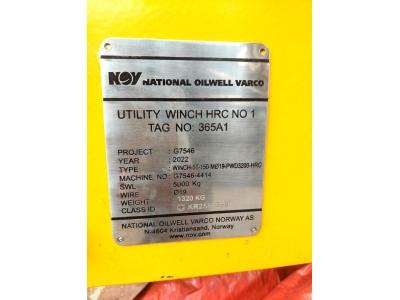 NOV NATIONAL OILWELL VARCO
UTILITY WINCH HRC NO 1
TAG NO: 365A1
PROJECT : G7546
YEAR : 2022
TYPE : WINCH-5t-150 MØ19-PWD3200-HRC
MACHINE NO : G7546-4414
SWL : 5000 Kg
WIRE : Ø19
WEIGHT : 1320 KG
CLASS ID :
NATIONAL OILWELL VARCO NORWAY AS
N-4604 Kristiansand, Norway
www.nov.com